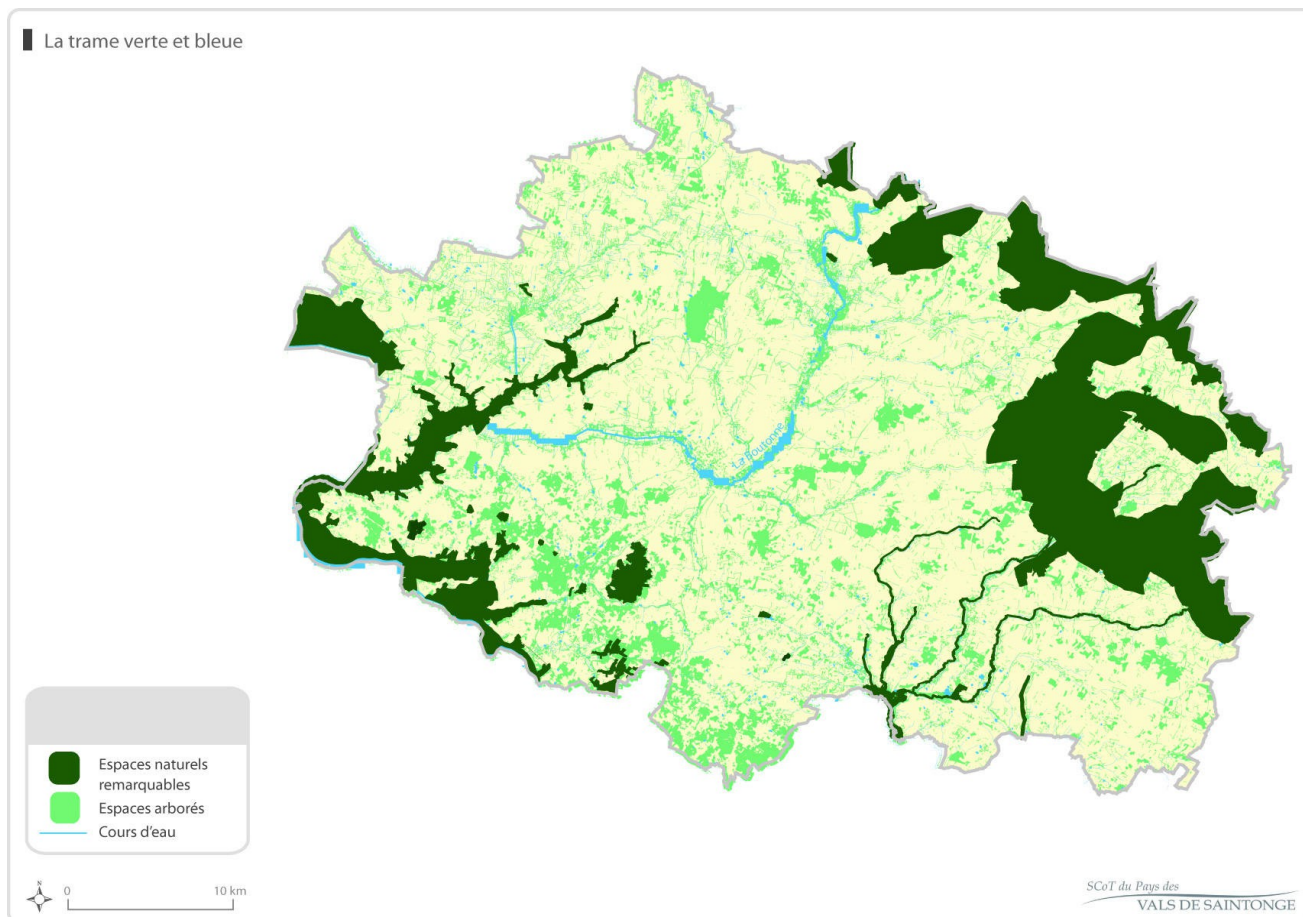 La trame verte et bleue
La Boutonne
Espaces naturels
remarquables
Espaces arborés
Cours d'eau
N
0 10 km
SCoT du Pays des
VALS DE SAINTONGE